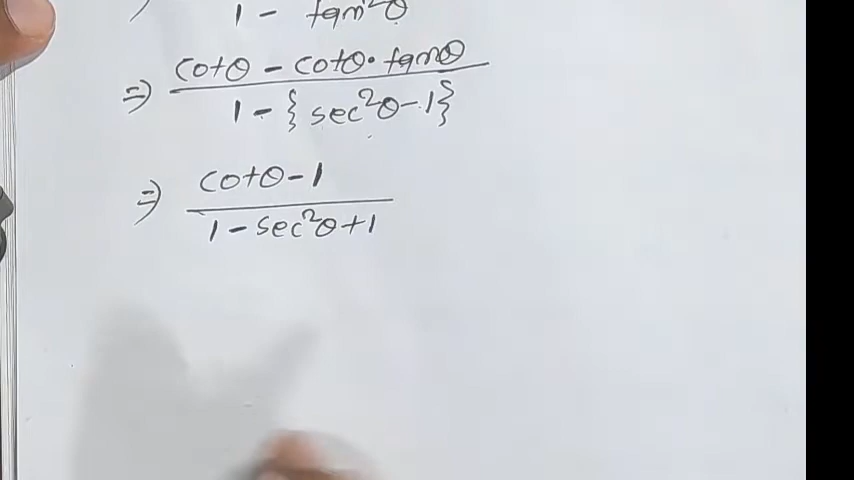 1 - tan²θ
⇒ cotθ - cotθ·tanθ
1 - {sec²θ-1}
⇒ cotθ-1
1 - sec²θ+1